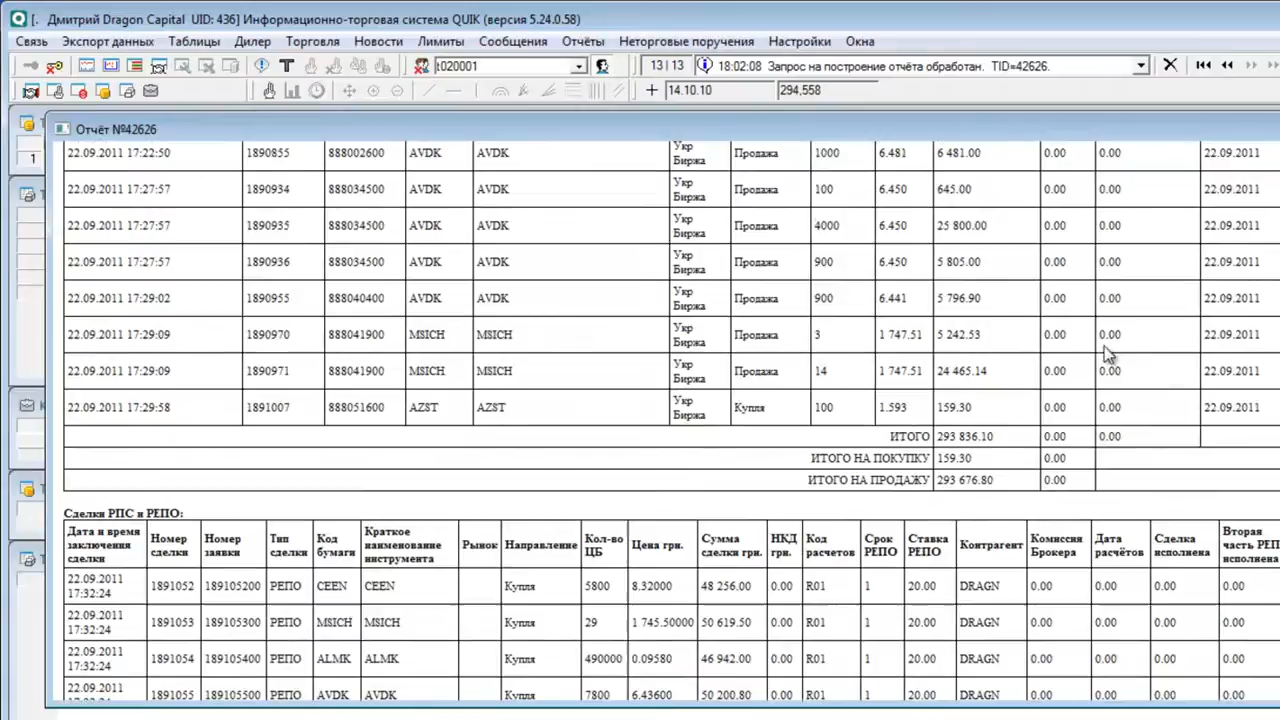 [. Дмитрий Dragon Capital UID: 436] Информационно-торговая система QUIK (версия 5.24.0.58)
Связь Экспорт данных Таблицы Дилер Торговля Новости Лимиты Сообщения Отчёты Неторговые поручения Настройки Окна
t020001 13 | 13 18:02:08 Запрос на построение отчёта обработан. TID=42626.
14.10.10 294,558
Отчёт №42626
1
22.09.2011 17:22:50 1890855 888002600 AVDK AVDK Укр Биржа Продажа 1000 6.481 6 481.00 0.00 0.00 22.09.2011
22.09.2011 17:27:57 1890934 888034500 AVDK AVDK Укр Биржа Продажа 100 6.450 645.00 0.00 0.00 22.09.2011
22.09.2011 17:27:57 1890935 888034500 AVDK AVDK Укр Биржа Продажа 4000 6.450 25 800.00 0.00 0.00 22.09.2011
22.09.2011 17:27:57 1890936 888034500 AVDK AVDK Укр Биржа Продажа 900 6.450 5 805.00 0.00 0.00 22.09.2011
22.09.2011 17:29:02 1890955 888040400 AVDK AVDK Укр Биржа Продажа 900 6.441 5 796.90 0.00 0.00 22.09.2011
22.09.2011 17:29:09 1890970 888041900 MSICH MSICH Укр Биржа Продажа 3 1 747.51 5 242.53 0.00 0.00 22.09.2011
22.09.2011 17:29:09 1890971 888041900 MSICH MSICH Укр Биржа Продажа 14 1 747.51 24 465.14 0.00 0.00 22.09.2011
22.09.2011 17:29:58 1891007 888051600 AZST AZST Укр Биржа Купля 100 1.593 159.30 0.00 0.00 22.09.2011
ИТОГО 293 836.10 0.00 0.00
ИТОГО НА ПОКУПКУ 159.30 0.00
ИТОГО НА ПРОДАЖУ 293 676.80 0.00
Сделки РПС и РЕПО:
Дата и время заключения сделки Номер сделки Номер заявки Тип сделки Код бумаги Краткое наименование инструмента Рынок Направление Кол-во ЦБ Цена грн. Сумма сделки грн. НКД грн. Код расчетов Срок РЕПО Ставка РЕПО Контрагент Комиссия Брокера Дата расчётов Сделка исполнена Вторая часть РЕП исполнена
22.09.2011 17:32:24 1891052 189105200 РЕПО CEEN CEEN Купля 5800 8.32000 48 256.00 0.00 R01 1 20.00 DRAGN 0.00 0.00 0.00 0.00
22.09.2011 17:32:24 1891053 189105300 РЕПО MSICH MSICH Купля 29 1 745.50000 50 619.50 0.00 R01 1 20.00 DRAGN 0.00 0.00 0.00 0.00
22.09.2011 17:32:24 1891054 189105400 РЕПО ALMK ALMK Купля 490000 0.09580 46 942.00 0.00 R01 1 20.00 DRAGN 0.00 0.00 0.00 0.00
22.09.2011 1891055 189105500 РЕПО AVDK AVDK Купля 7800 6.43600 50 200.80 0.00 R01 1 20.00 DRAGN 0.00 0.00 0.00 0.00